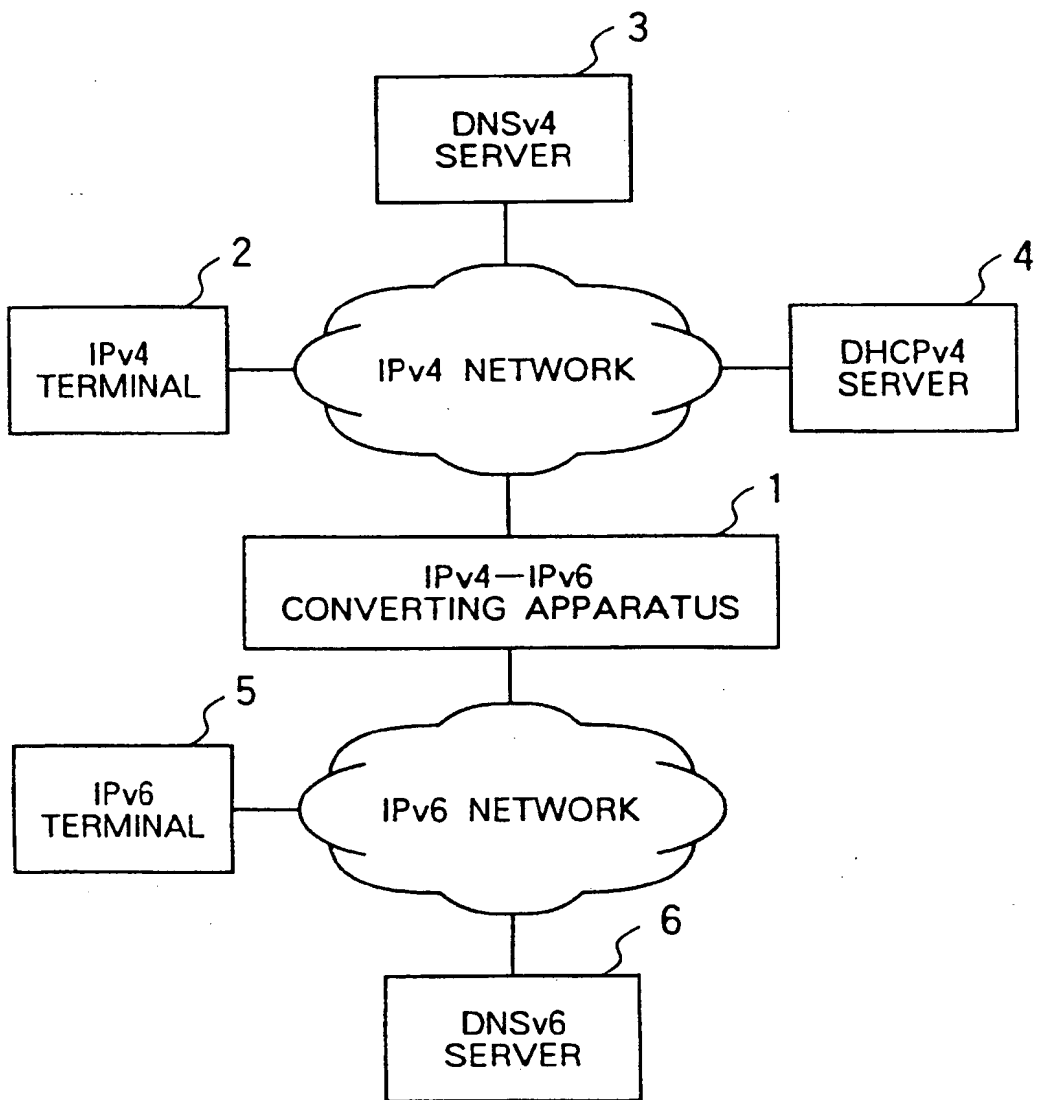 3
DNSv4
SERVER
2
4
IPv4
TERMINAL
IPv4 NETWORK
DHCPv4
SERVER
1
IPv4—IPv6
CONVERTING APPARATUS
5
IPv6
TERMINAL
IPv6 NETWORK
6
DNSv6
SERVER